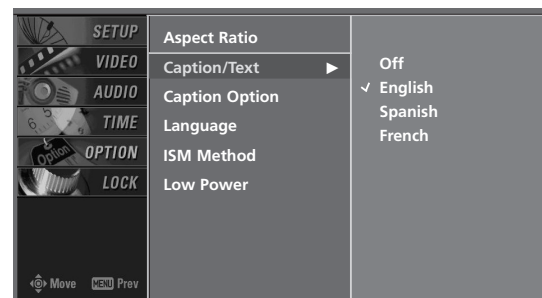 SETUP
VIDEO
AUDIO
TIME
OPTION
LOCK
Move MENU Prev
Aspect Ratio
Caption/Text ►
Caption Option
Language
ISM Method
Low Power
Off
✓ English
Spanish
French